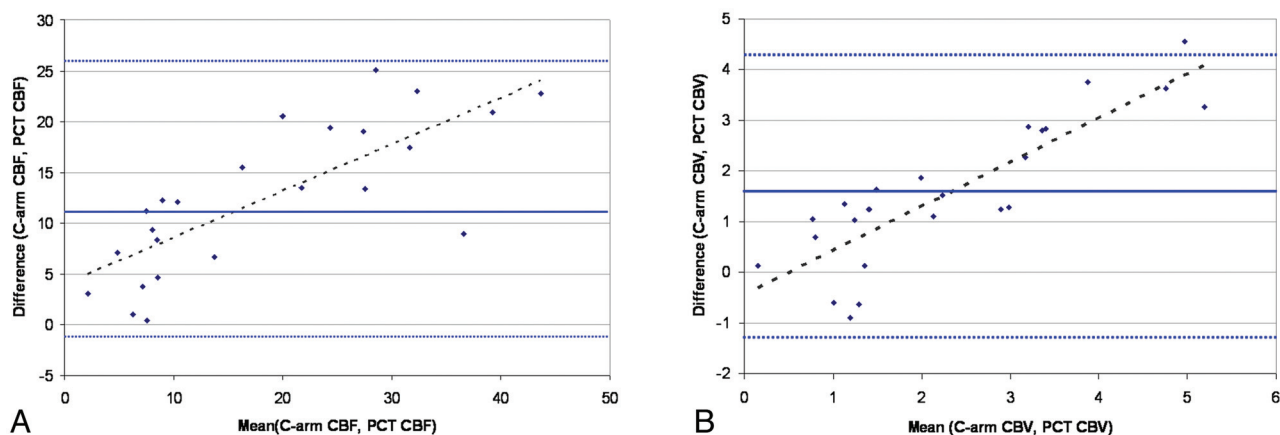 30
25
20
15
10
5
0
-5
0 10 20 30 40 50
Difference (C-arm CBF, PCT CBF)
Mean(C-arm CBF, PCT CBF)
A
5
4
3
2
1
0
-1
-2
0 1 2 3 4 5 6
Difference (C-arm CBV, PCT CBV)
Mean (C-arm CBV, PCT CBV)
B